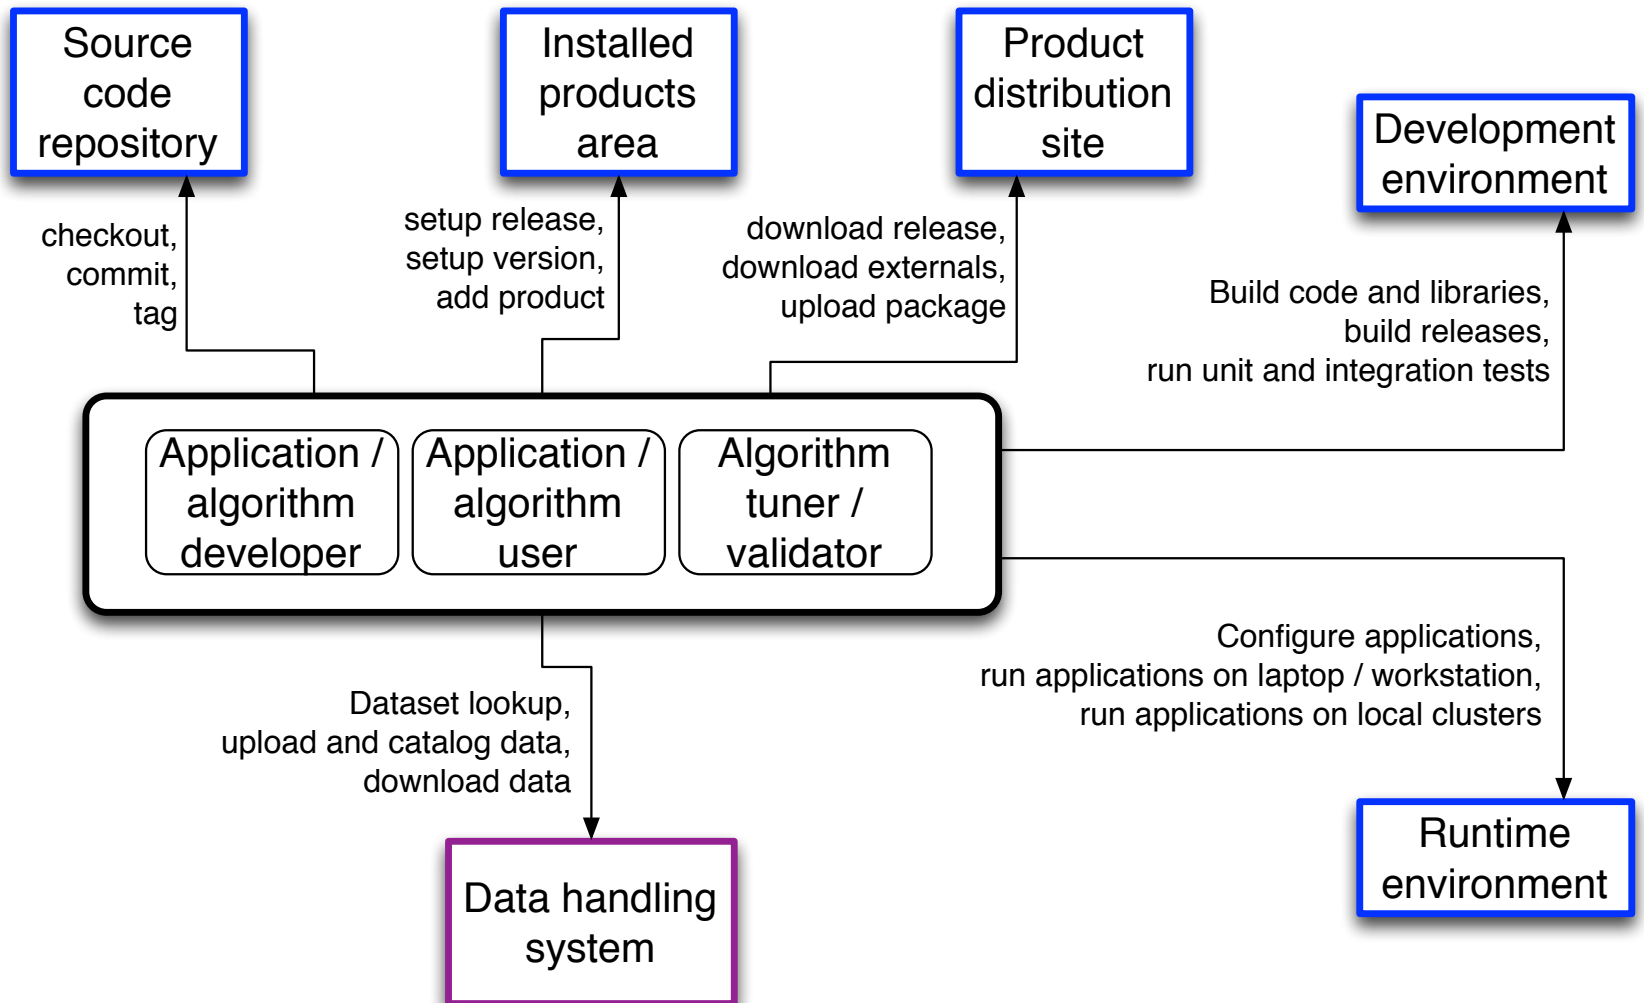 Source
code
repository
Installed
products
area
Product
distribution
site
Development
environment
checkout,
commit,
tag
setup release,
setup version,
add product
download release,
download externals,
upload package
Build code and libraries,
build releases,
run unit and integration tests
Application /
algorithm
developer
Application /
algorithm
user
Algorithm
tuner /
validator
Configure applications,
run applications on laptop / workstation,
run applications on local clusters
Dataset lookup,
upload and catalog data,
download data
Data handling
system
Runtime
environment